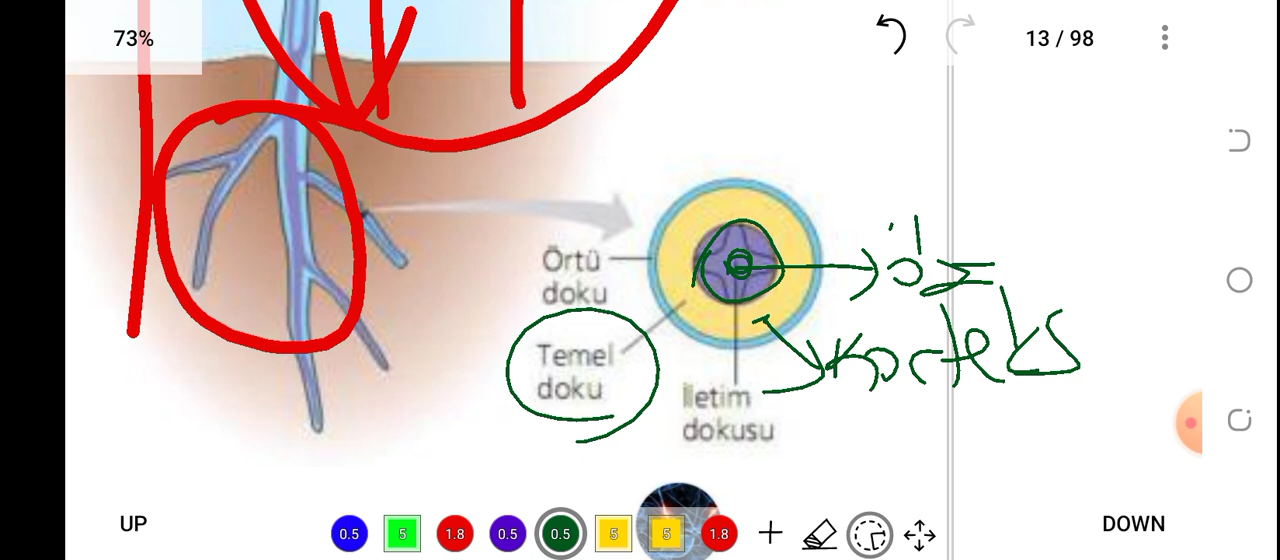 73%
13 / 98
Örtü
doku
Temel
doku
İletim
dokusu
öz
korteks
UP
0.5
5
1.8
0.5
0.5
5
5
1.8
DOWN